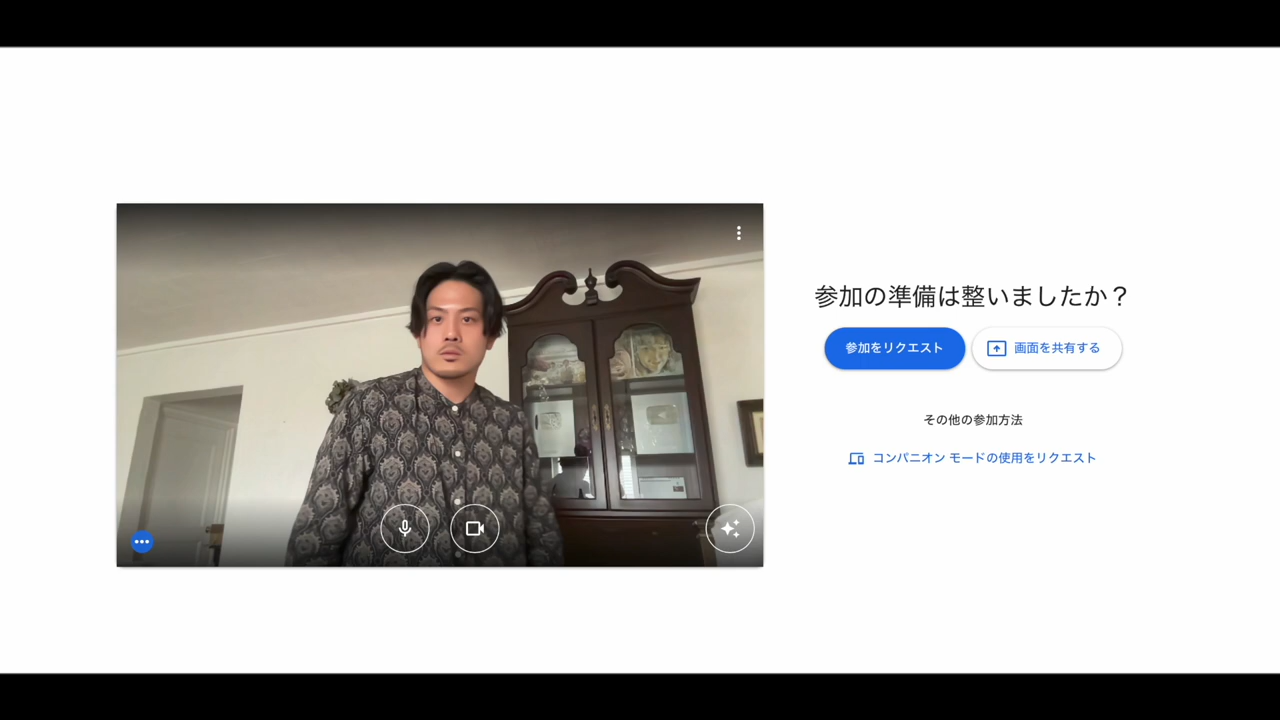 参加の準備は整いましたか？
参加をリクエスト
画面を共有する
その他の参加方法
コンパニオン モードの使用をリクエスト